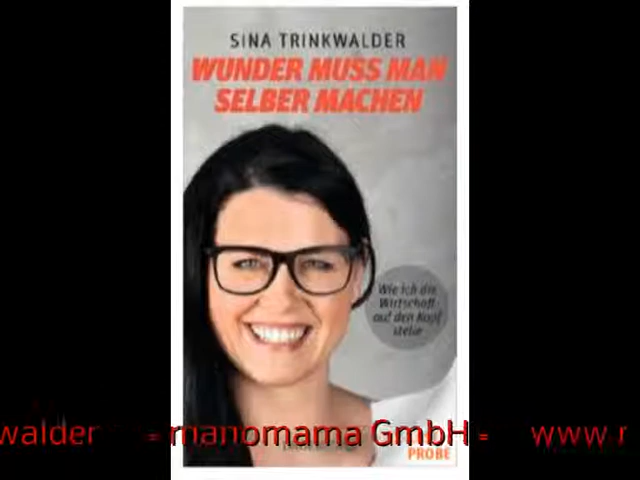 SINA TRINKWALDER
WUNDER MUSS MAN
SELBER MACHEN
Wie ich die
Wirtschaft
auf den Kopf
stelle
walder = manomama GmbH = www
PROBE